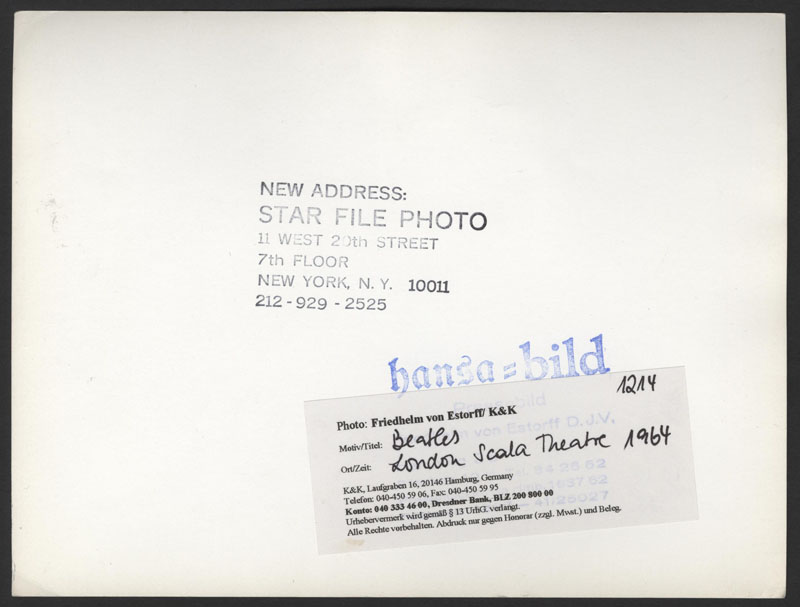 NEW ADDRESS:
STAR FILE PHOTO
11 WEST 20th STREET
7th FLOOR
NEW YORK, N. Y. 10011
212-929-2525
hansa=bild
1214
Pressebild
von Estorff D.J.V.
Photo: Friedhelm von Estorff/ K&K
Motiv/Titel: Beatles
Ort/Zeit: London Scala Theatre 1964
K&K, Laufgraben 16, 20146 Hamburg, Germany
Telefon: 040-450 59 06, Fax: 040-450 59 95
Konto: 040 333 46 00, Dresdner Bank, BLZ 200 800 00
Urhebervermerk wird gemäß § 13 UrhG. verlangt.
Alle Rechte vorbehalten. Abdruck nur gegen Honorar (zzgl. Mwst.) und Beleg.